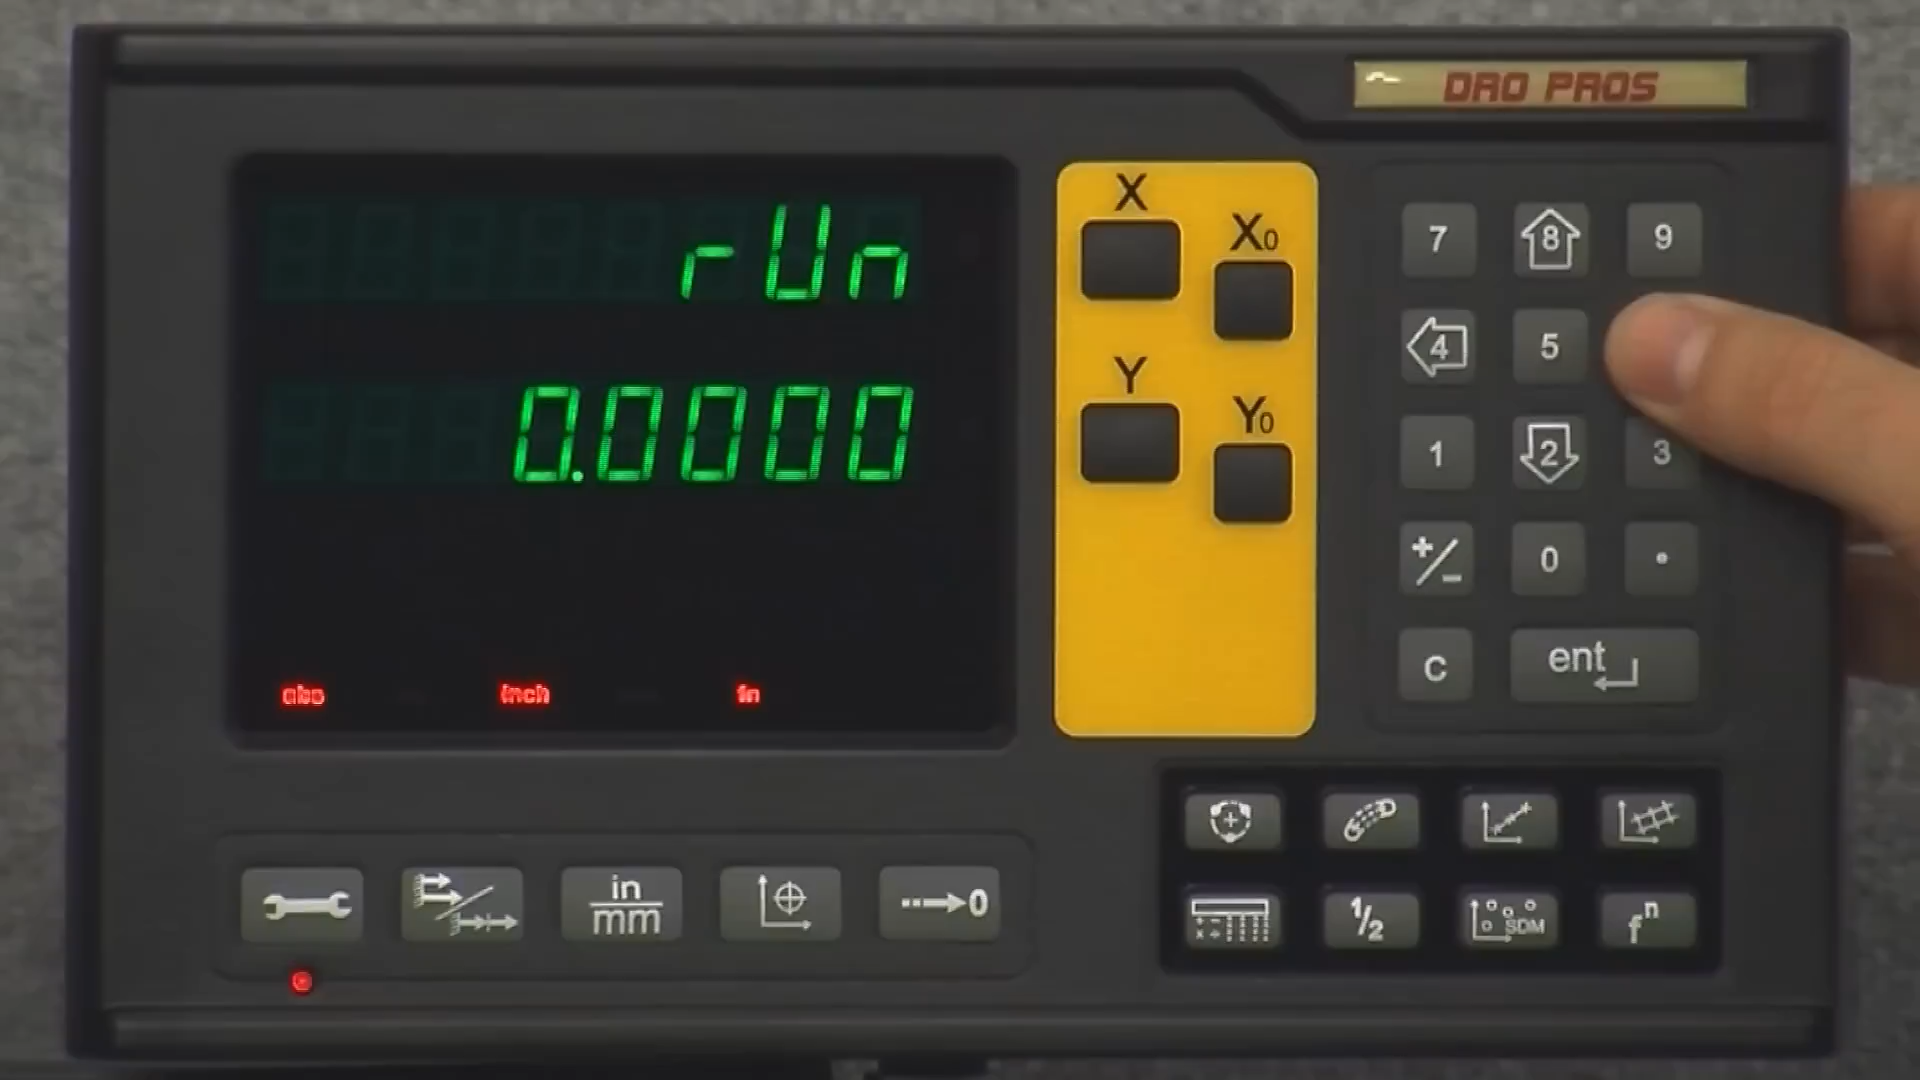 DRO PROS
rUn
0.0000
abs inch in
X
X0
Y
Y0
7 8 9
4 5
1 2 3
+/- 0 .
C ent
in
mm
0
1/2
SDM
fn